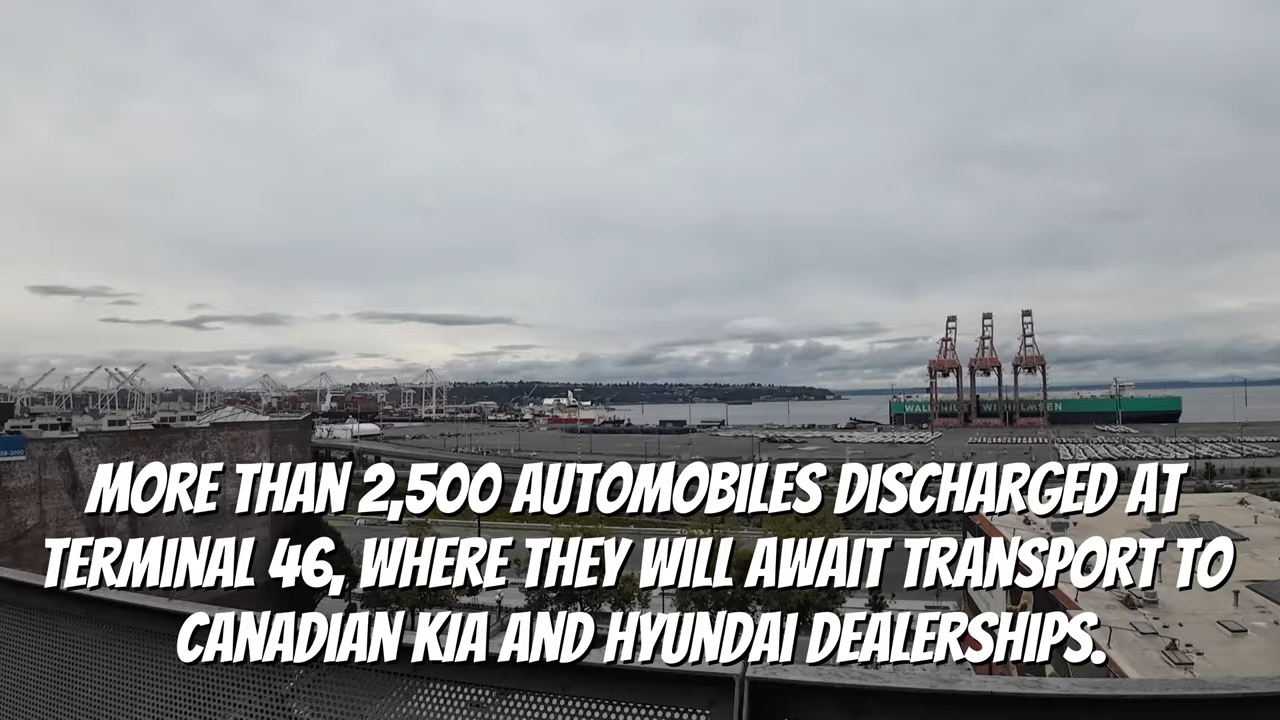 WALLENIUS WILHELMSEN
MORE THAN 2,500 AUTOMOBILES DISCHARGED AT
TERMINAL 46, WHERE THEY WILL AWAIT TRANSPORT TO
CANADIAN KIA AND HYUNDAI DEALERSHIPS.